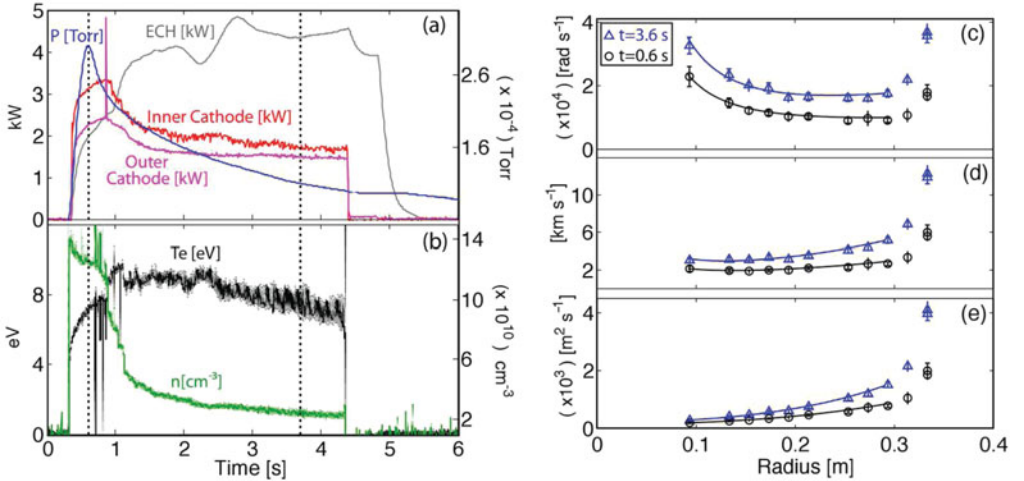 5
4
3
2
1
0
kW
P [Torr]
ECH [kW]
(a)
Inner Cathode [kW]
Outer
Cathode [kW]
2.6
1.6
( x 10⁻⁴) Torr
8
4
0
eV
Te [eV]
(b)
n[cm⁻³]
14
10
6
2
(x 10¹⁰) cm⁻³
0 1 2 3 4 5 6
Time [s]
4
2
0
( x10⁴) [rad s⁻¹]
t=3.6 s
t=0.6 s
(c)
10
6
2
[km s⁻¹]
(d)
4
2
0
( x10³) [m² s⁻¹]
(e)
0 0.1 0.2 0.3 0.4
Radius [m]